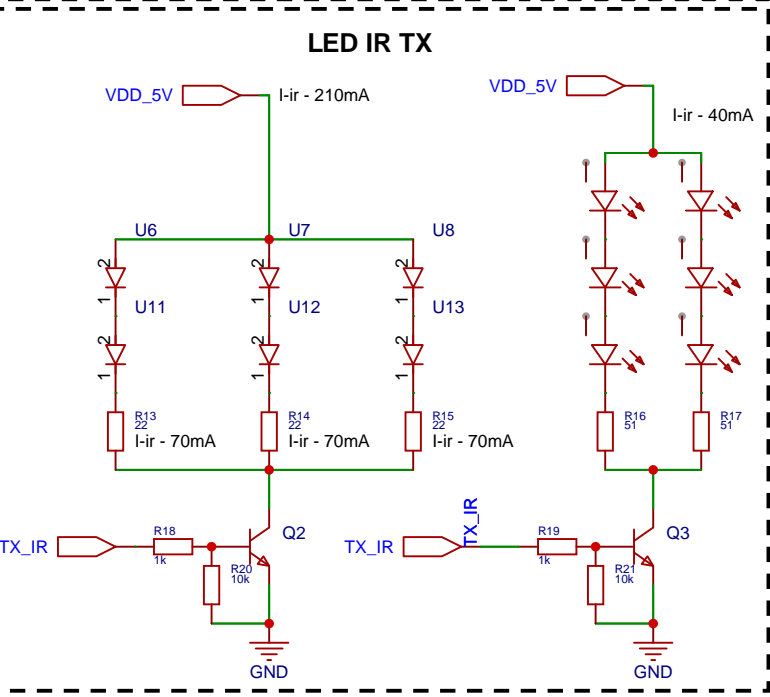 LED IR TX
VDD_5V
I-ir - 210mA
VDD_5V
I-ir - 40mA
U6
U7
U8
2
2
2
1
1
1
U11
U12
U13
2
2
2
1
1
1
R13
22
I-ir - 70mA
R14
22
I-ir - 70mA
R15
22
I-ir - 70mA
R16
51
R17
51
TX_IR
R18
1k
R20
10k
Q2
GND
TX_IR
TX_IR
R19
1k
R21
10k
Q3
GND